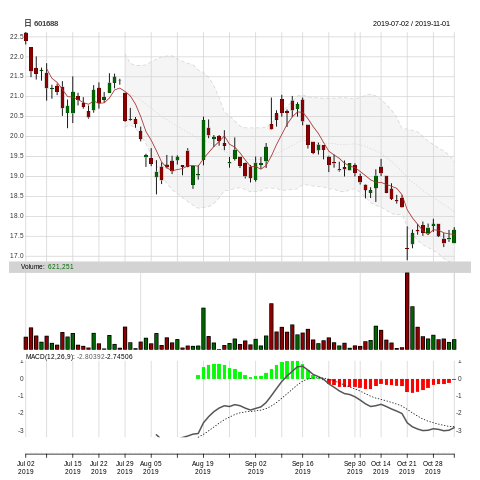 日 601688
2019-07-02 / 2019-11-01
22.5
22.0
21.5
21.0
20.5
20.0
19.5
19.0
18.5
18.0
17.5
17.0
Volume: 621,251
MACD(12,26,9): -2.80392-2.74506
1 1
0 0
-1 -1
-2 -2
-3 -3
Jul 02 Jul 15 Jul 22 Jul 29 Aug 05 Aug 19 Sep 02 Sep 16 Sep 30 Oct 14 Oct 21 Oct 28
2019 2019 2019 2019 2019 2019 2019 2019 2019 2019 2019 2019